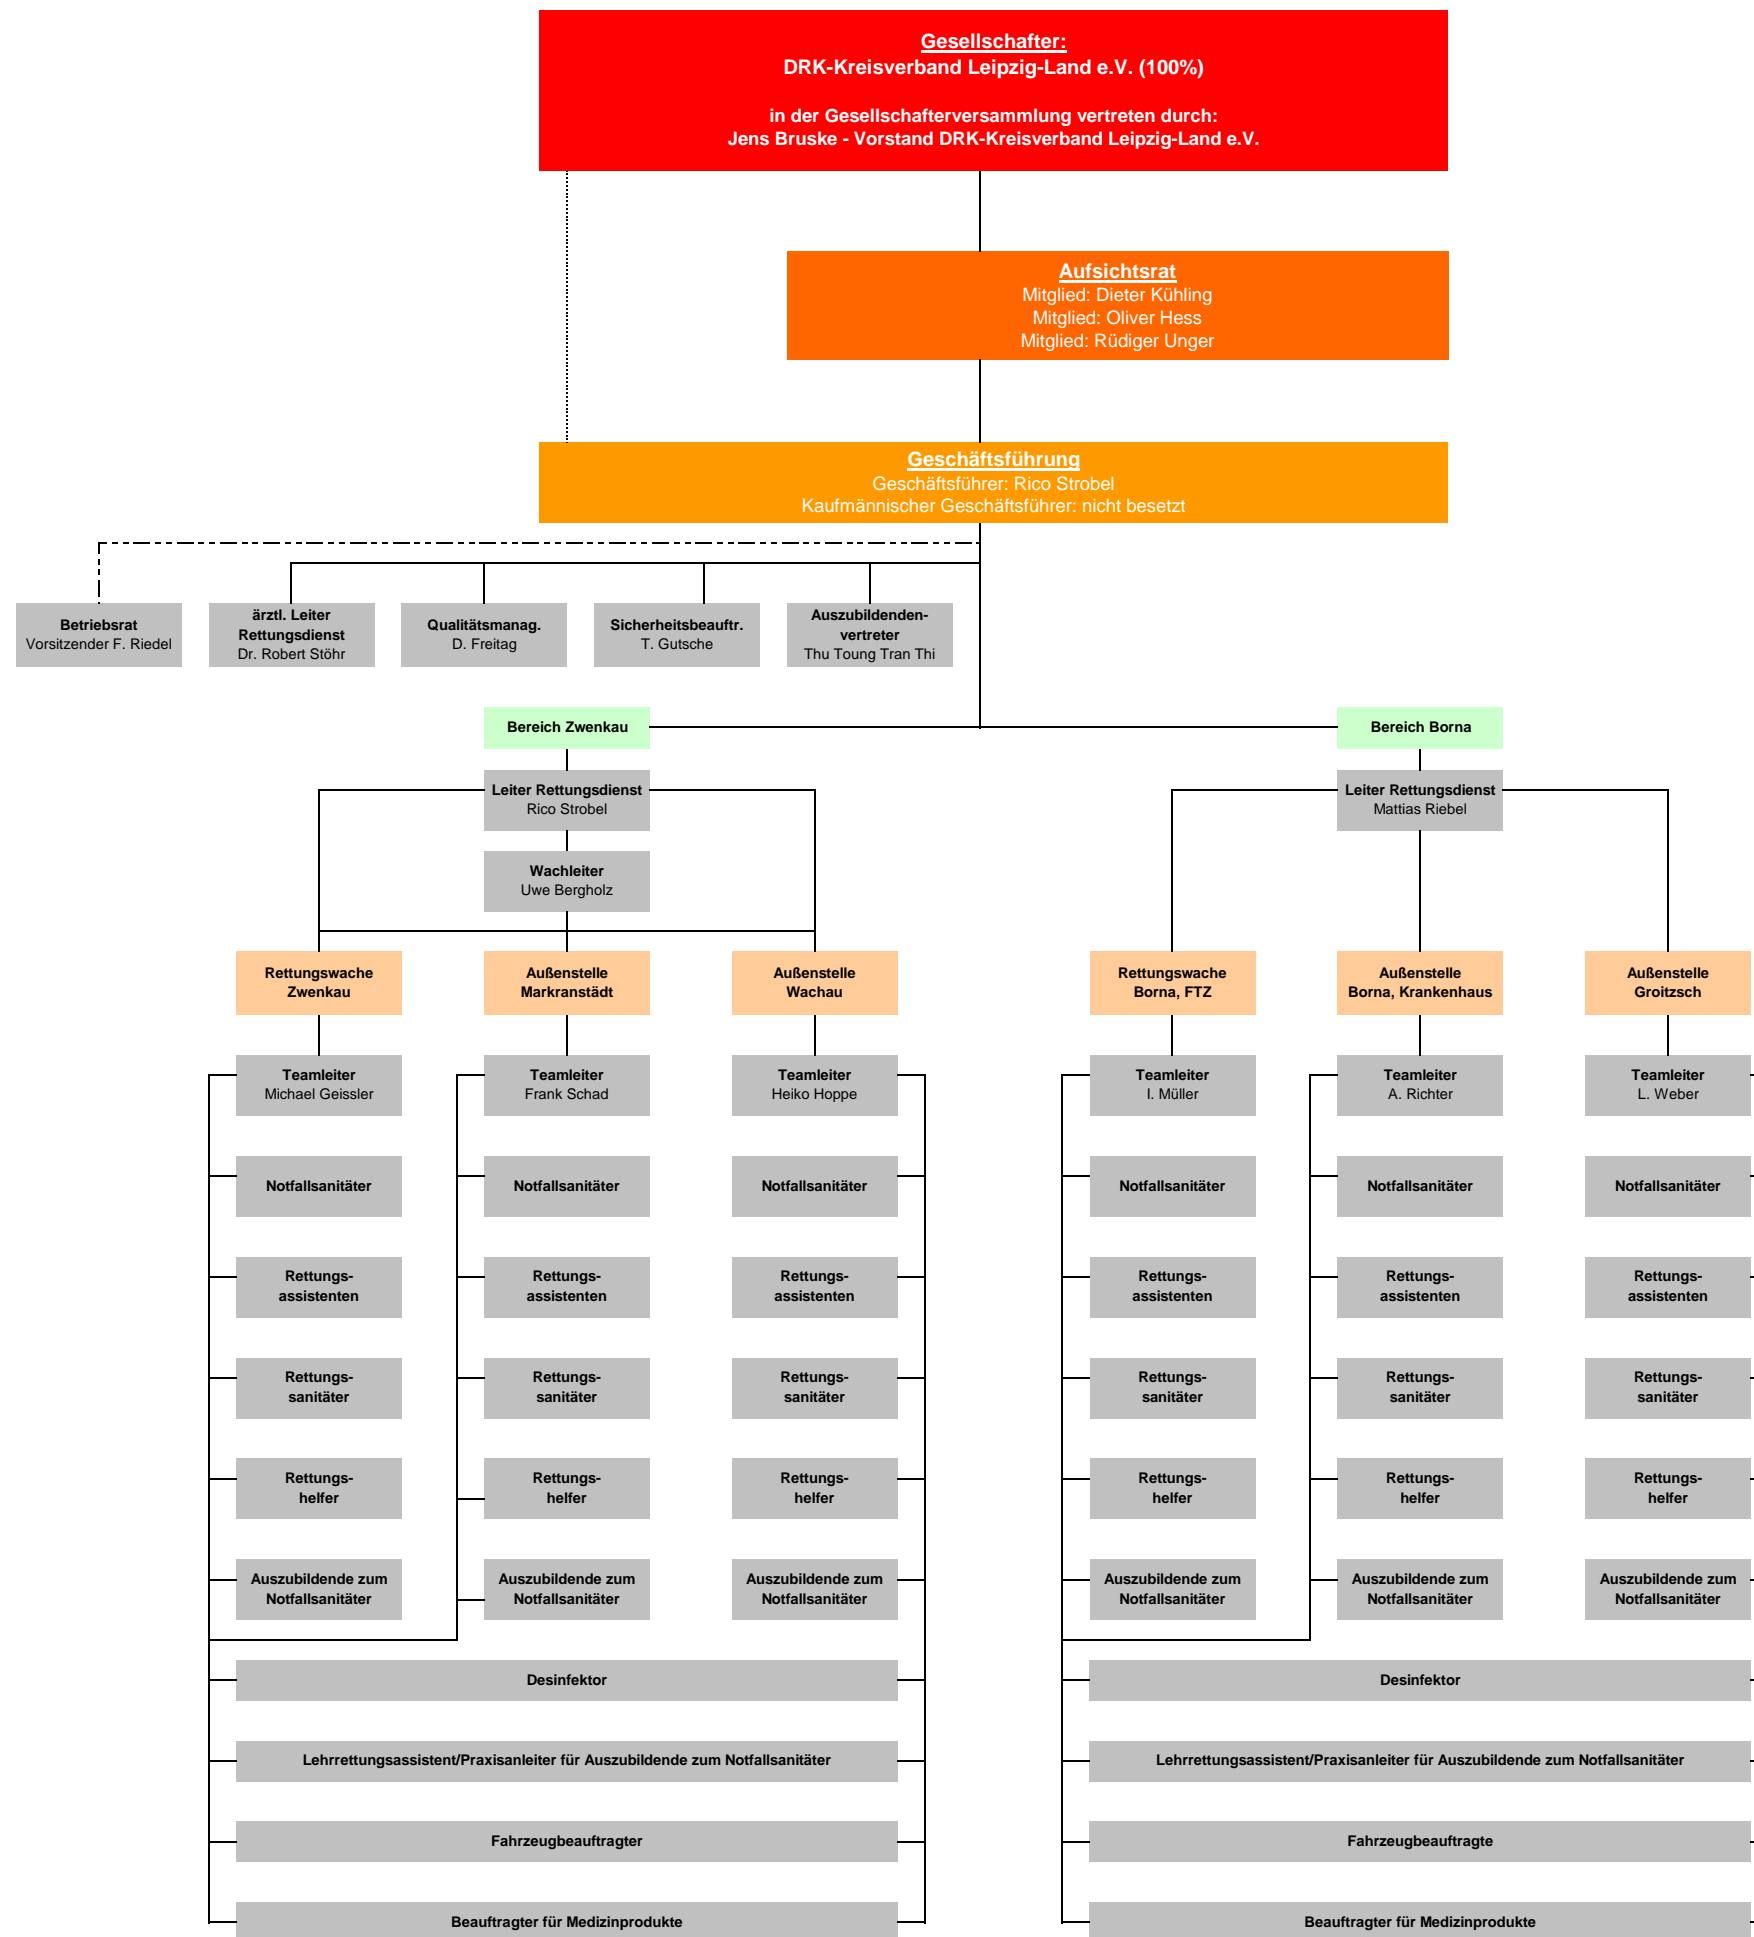 Gesellschafter:
DRK-Kreisverband Leipzig-Land e.V. (100%)
in der Gesellschafterversammlung vertreten durch:
Jens Bruske - Vorstand DRK-Kreisverband Leipzig-Land e.V.
Aufsichtsrat
Mitglied: Dieter Kühling
Mitglied: Oliver Hess
Mitglied: Rüdiger Unger
Geschäftsführung
Geschäftsführer: Rico Strobel
Kaufmännischer Geschäftsführer: nicht besetzt
Betriebsrat
Vorsitzender F. Riedel
ärztl. Leiter
Rettungsdienst
Dr. Robert Stöhr
Qualitätsmanag.
D. Freitag
Sicherheitsbeauftr.
T. Gutsche
Auszubildenden-
vertreter
Thu Toung Tran Thi
Bereich Zwenkau
Bereich Borna
Leiter Rettungsdienst
Rico Strobel
Leiter Rettungsdienst
Mattias Riebel
Wachleiter
Uwe Bergholz
Rettungswache
Zwenkau
Außenstelle
Markranstädt
Außenstelle
Wachau
Rettungswache
Borna, FTZ
Außenstelle
Borna, Krankenhaus
Außenstelle
Groitzsch
Teamleiter
Michael Geissler
Teamleiter
Frank Schad
Teamleiter
Heiko Hoppe
Teamleiter
I. Müller
Teamleiter
A. Richter
Teamleiter
L. Weber
Notfallsanitäter
Notfallsanitäter
Notfallsanitäter
Notfallsanitäter
Notfallsanitäter
Notfallsanitäter
Rettungs-
assistenten
Rettungs-
assistenten
Rettungs-
assistenten
Rettungs-
assistenten
Rettungs-
assistenten
Rettungs-
assistenten
Rettungs-
sanitäter
Rettungs-
sanitäter
Rettungs-
sanitäter
Rettungs-
sanitäter
Rettungs-
sanitäter
Rettungs-
sanitäter
Rettungs-
helfer
Rettungs-
helfer
Rettungs-
helfer
Rettungs-
helfer
Rettungs-
helfer
Rettungs-
helfer
Auszubildende zum
Notfallsanitäter
Auszubildende zum
Notfallsanitäter
Auszubildende zum
Notfallsanitäter
Auszubildende zum
Notfallsanitäter
Auszubildende zum
Notfallsanitäter
Auszubildende zum
Notfallsanitäter
Desinfektor
Desinfektor
Lehrrettungsassistent/Praxisanleiter für Auszubildende zum Notfallsanitäter
Lehrrettungsassistent/Praxisanleiter für Auszubildende zum Notfallsanitäter
Fahrzeugbeauftragter
Fahrzeugbeauftragte
Beauftragter für Medizinprodukte
Beauftragter für Medizinprodukte